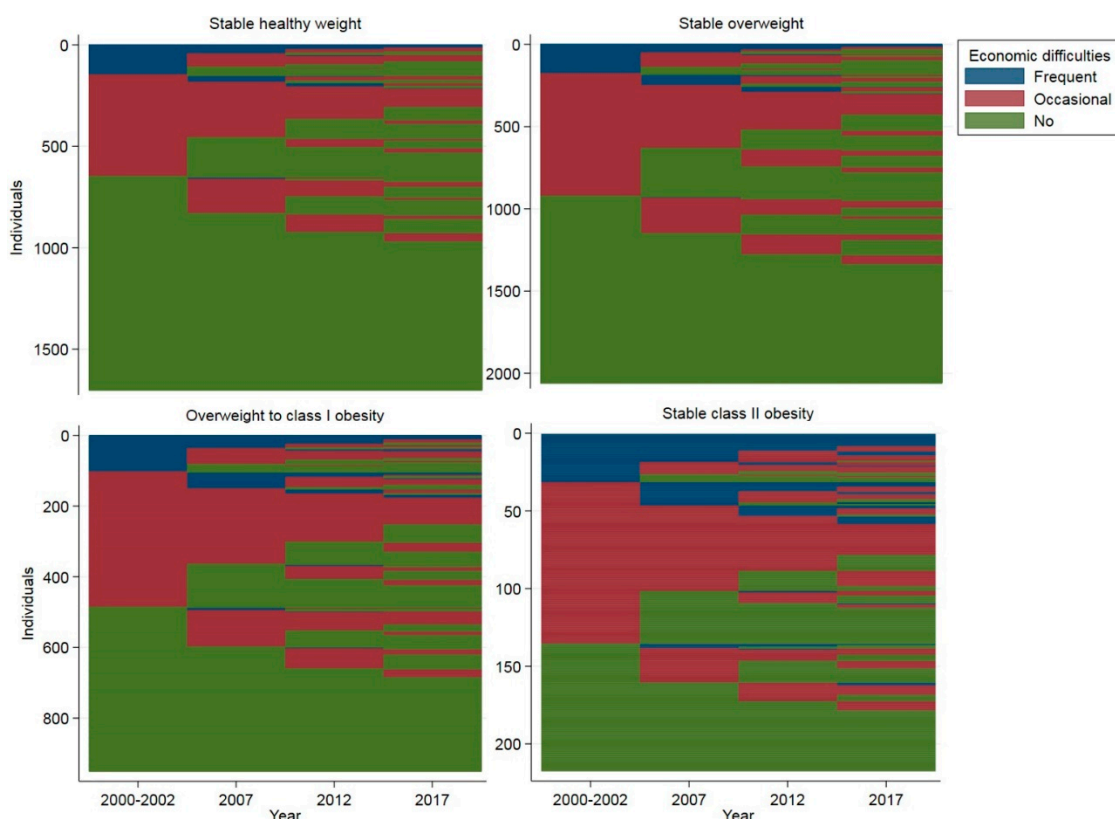 Stable healthy weight
Stable overweight
Economic difficulties
Frequent
Occasional
No
0
500
1000
1500
Individuals
0
500
1000
1500
2000
Overweight to class I obesity
Stable class II obesity
0
200
400
600
800
Individuals
0
50
100
150
200
2000-2002 2007 2012 2017
Year
2000-2002 2007 2012 2017
Year